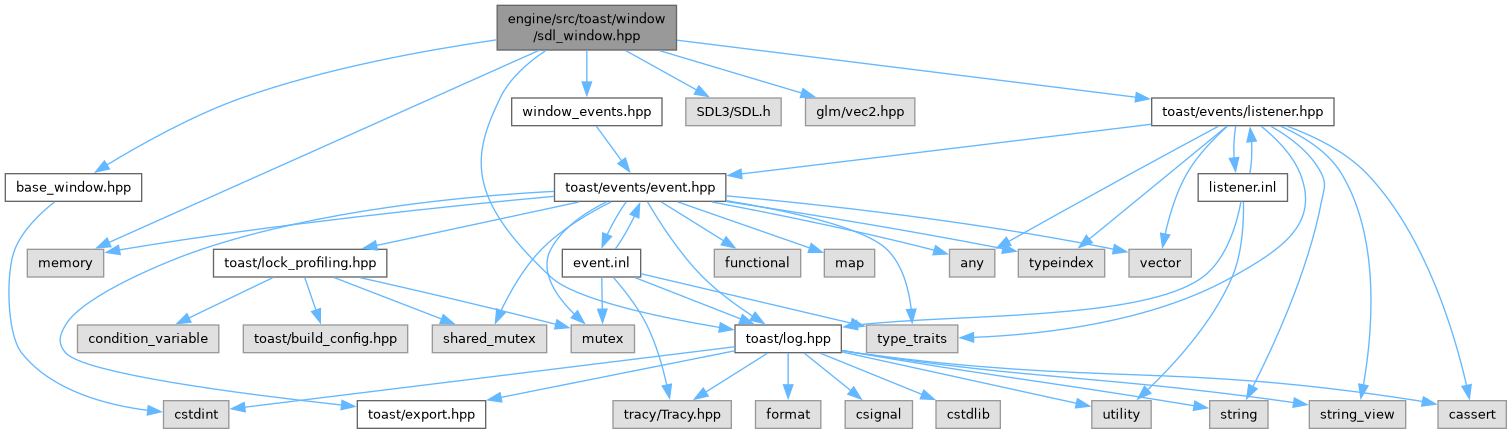 engine/src/toast/window
/sdl_window.hpp
window_events.hpp
SDL3/SDL.h
glm/vec2.hpp
toast/events/listener.hpp
base_window.hpp
toast/events/event.hpp
listener.inl
memory
toast/lock_profiling.hpp
event.inl
functional
map
any
typeindex
vector
condition_variable
toast/build_config.hpp
shared_mutex
mutex
toast/log.hpp
type_traits
cstdint
toast/export.hpp
tracy/Tracy.hpp
format
csignal
cstdlib
utility
string
string_view
cassert